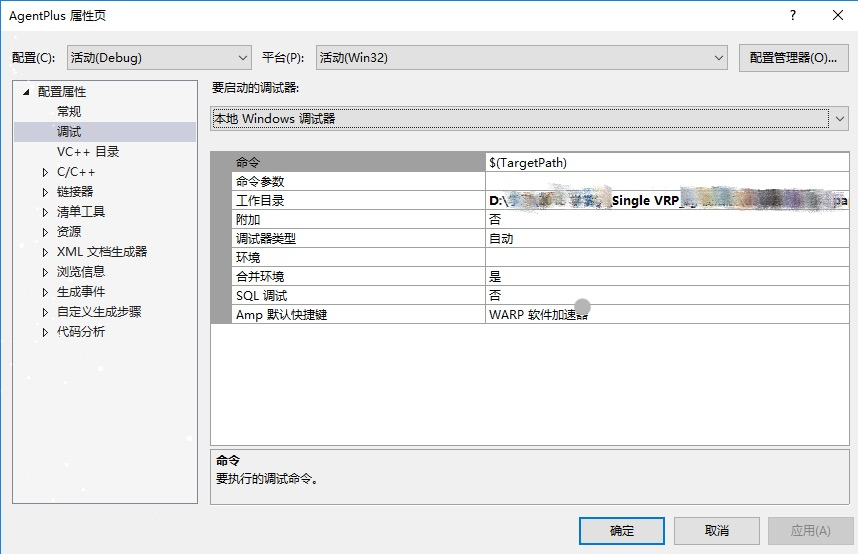 AgentPlus 属性页
?
配置(C):
活动(Debug)
平台(P):
活动(Win32)
配置管理器(O)...
配置属性
常规
调试
VC++ 目录
C/C++
链接器
清单工具
资源
XML 文档生成器
浏览信息
生成事件
自定义生成步骤
代码分析
要启动的调试器:
本地 Windows 调试器
命令 $(TargetPath)
命令参数
工作目录 D:\ Single VRP_ pa
附加 否
调试器类型 自动
环境
合并环境 是
SQL 调试 否
Amp 默认快捷键 WARP 软件加速器
命令
要执行的调试命令。
确定
取消
应用(A)